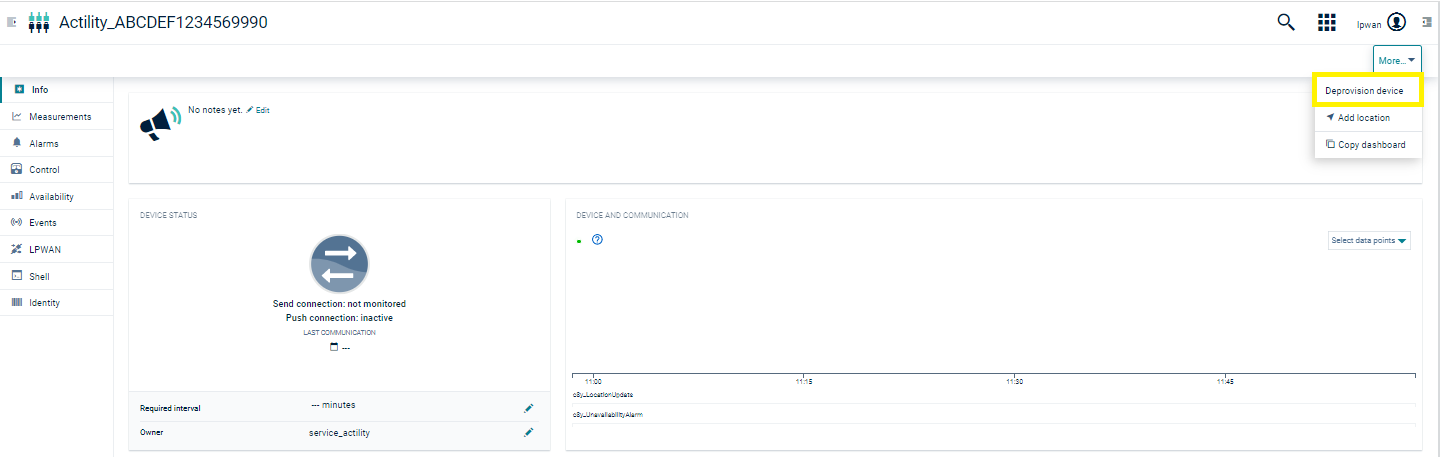 Actility_ABCDEF1234569990
lpwan
More...
Deprovision device
Add location
Copy dashboard
Info
Measurements
Alarms
Control
Availability
Events
LPWAN
Shell
Identity
No notes yet. Edit
DEVICE STATUS
Send connection: not monitored
Push connection: inactive
LAST COMMUNICATION
---
Required interval --- minutes
Owner service_actility
DEVICE AND COMMUNICATION
Select data points
11:00 11:15 11:30 11:45
c8y_LocationUpdate
c8y_UnavailabilityAlarm